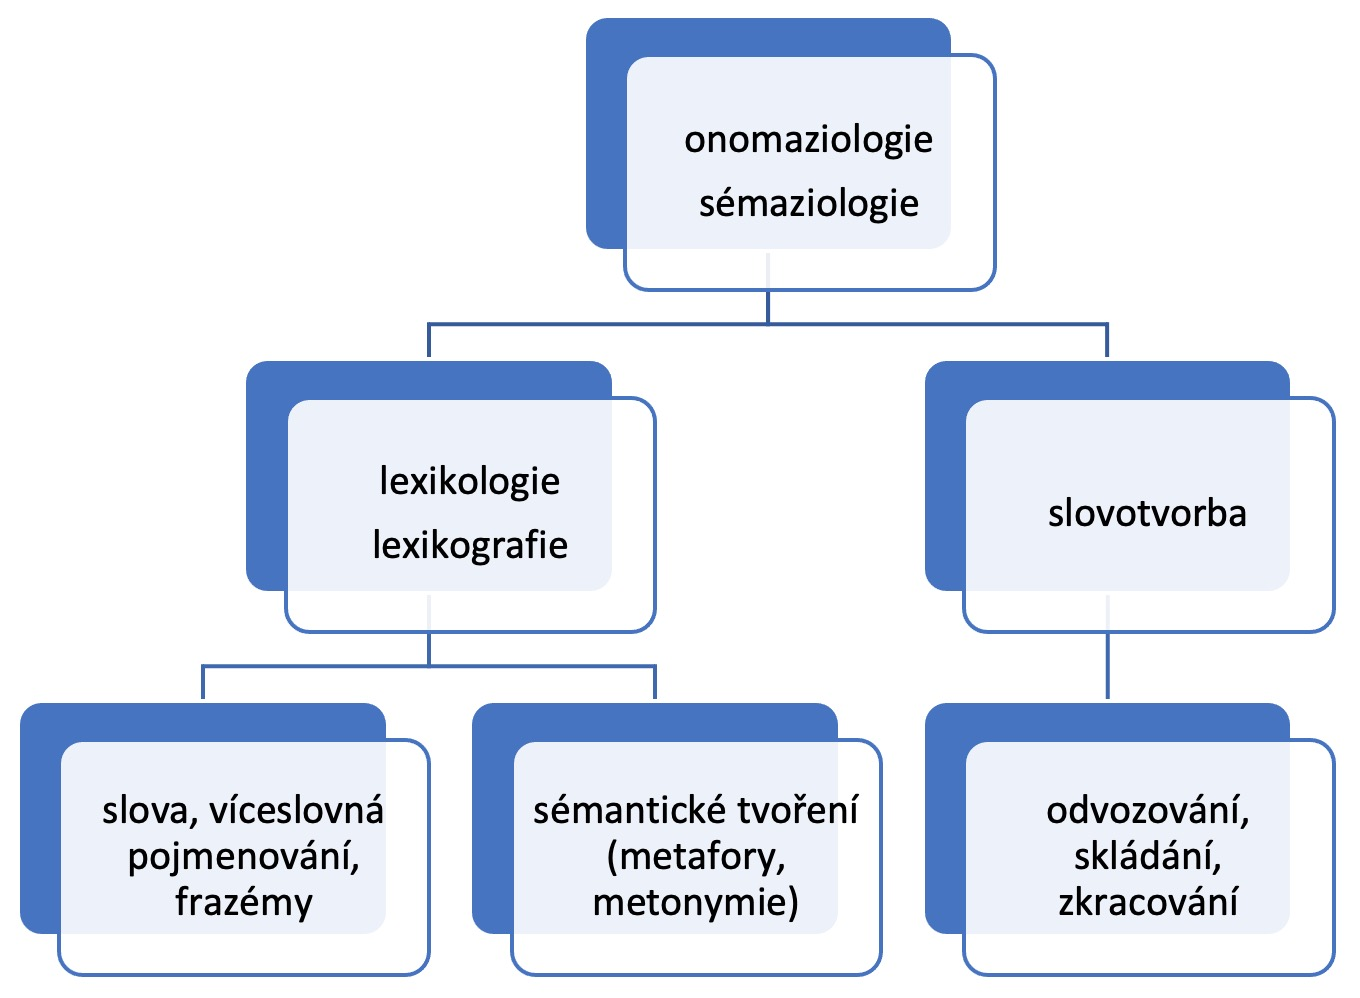 onomaziologie
sémaziologie
lexikologie
lexikografie
slovotvorba
slova, víceslovná
pojmenování,
frazémy
sémantické tvoření
(metafory,
metonymie)
odvozování,
skládání,
zkracování